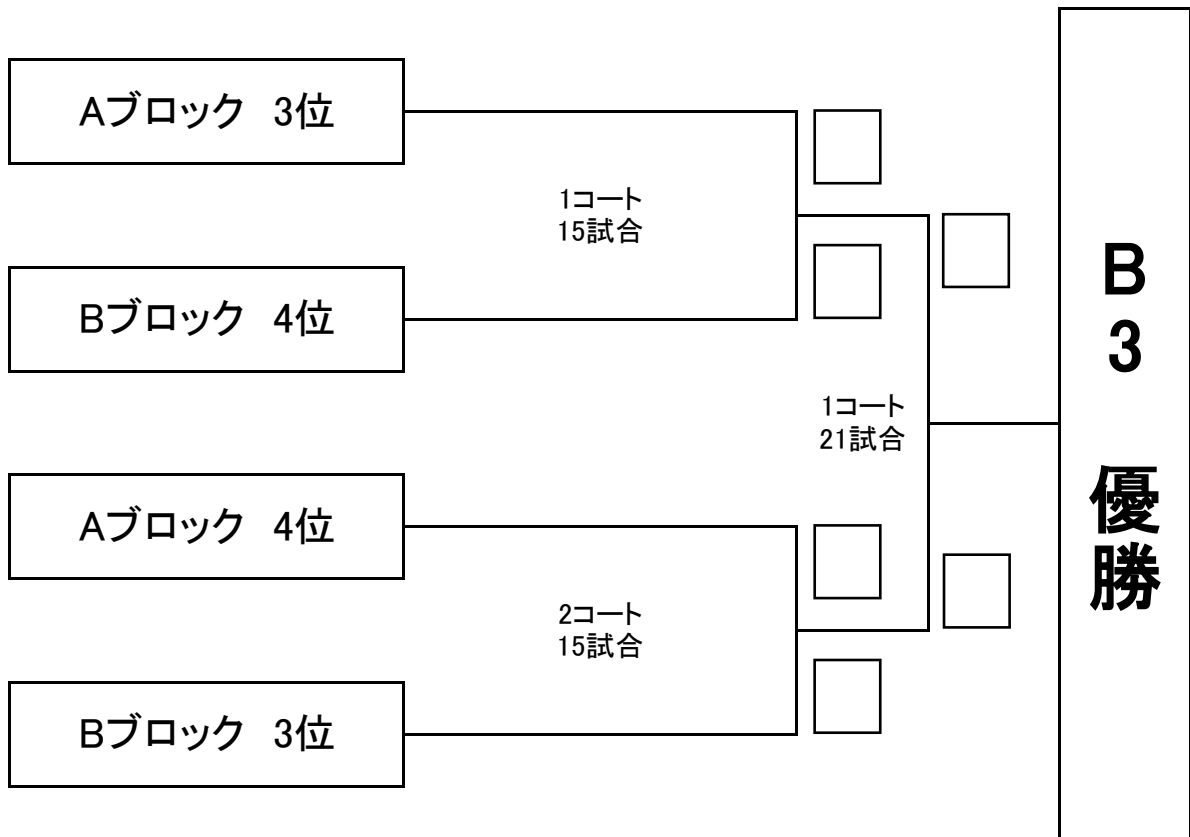 Aブロック　3位
1コート
15試合
Bブロック　4位
1コート
21試合
Aブロック　4位
2コート
15試合
Bブロック　3位
B3　優勝